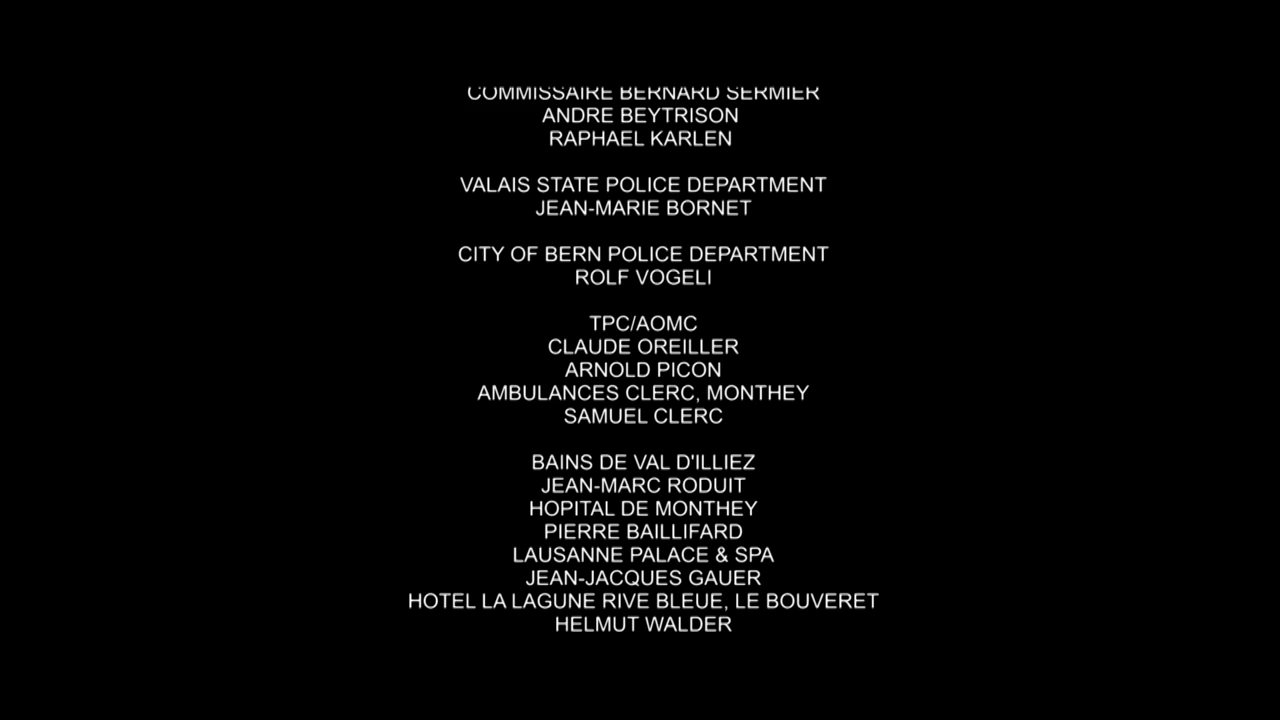 COMMISSAIRE BERNARD SERMIER
ANDRE BEYTRISON
RAPHAEL KARLEN
VALAIS STATE POLICE DEPARTMENT
JEAN-MARIE BORNET
CITY OF BERN POLICE DEPARTMENT
ROLF VOGELI
TPC/AOMC
CLAUDE OREILLER
ARNOLD PICON
AMBULANCES CLERC, MONTHEY
SAMUEL CLERC
BAINS DE VAL D'ILLIEZ
JEAN-MARC RODUIT
HOPITAL DE MONTHEY
PIERRE BAILLIFARD
LAUSANNE PALACE & SPA
JEAN-JACQUES GAUER
HOTEL LA LAGUNE RIVE BLEUE, LE BOUVERET
HELMUT WALDER